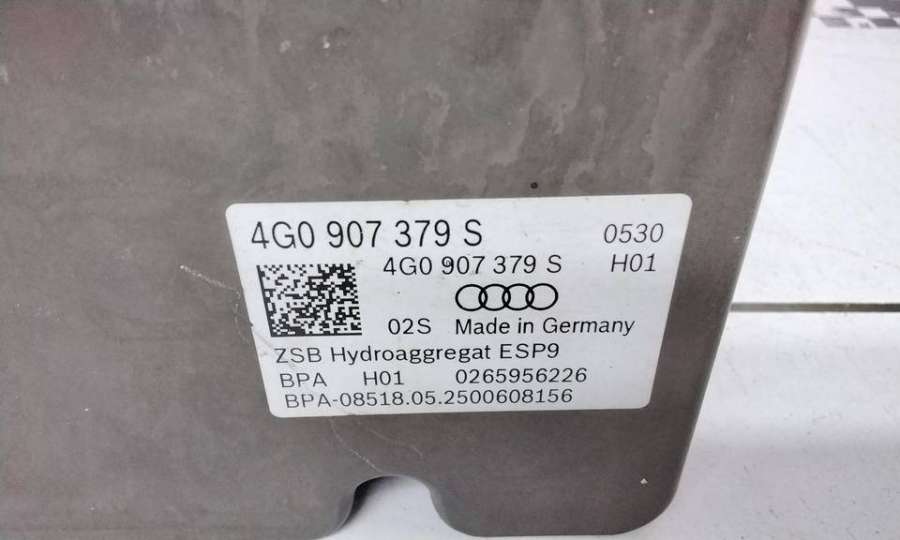 4G0 907 379 S 0530
4G0 907 379 S H01
02S Made in Germany
ZSB Hydroaggregat ESP9
BPA H01 0265956226
BPA-08518.05.2500608156